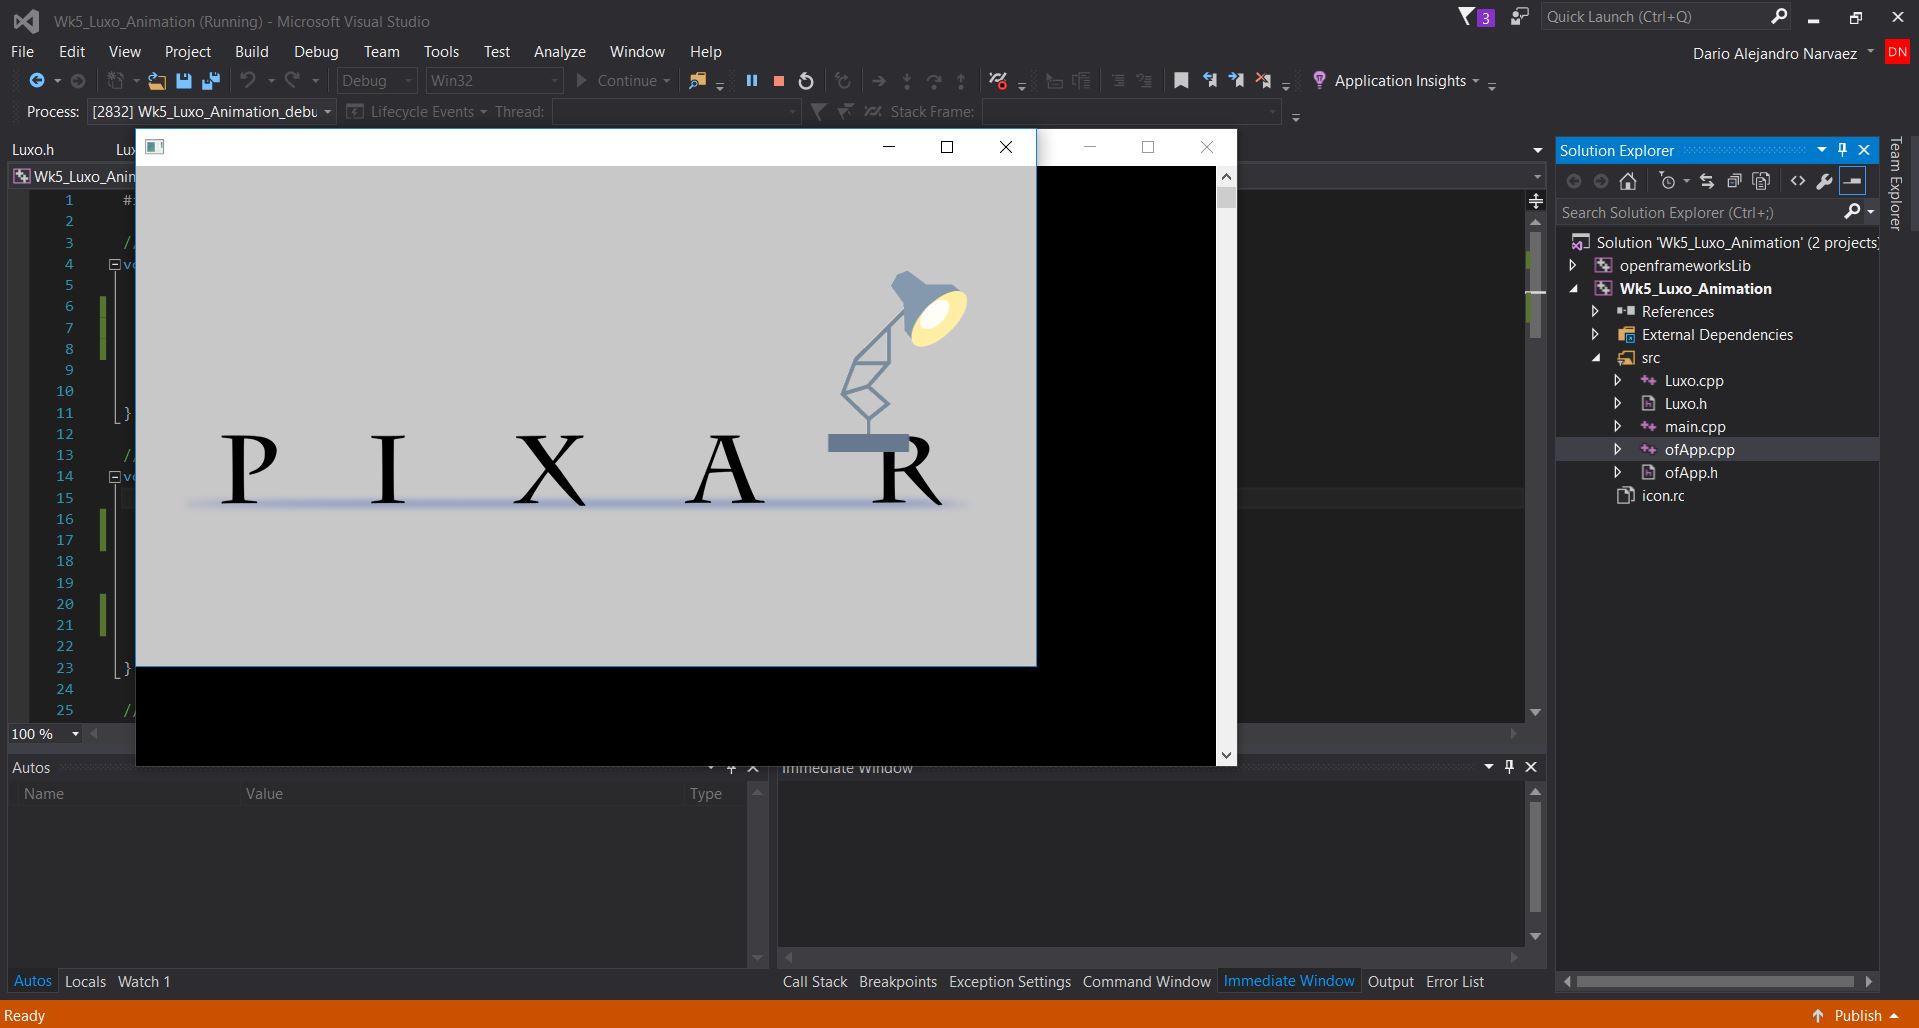 Wk5_Luxo_Animation (Running) - Microsoft Visual Studio
3
Quick Launch (Ctrl+Q)
File Edit View Project Build Debug Team Tools Test Analyze Window Help
Dario Alejandro Narvaez DN
Debug Win32 Continue Application Insights
Process: [2832] Wk5_Luxo_Animation_debu Lifecycle Events Thread: Stack Frame:
Luxo.h Lux
Wk5_Luxo_Anin
1 #
2
3 //
4 vo
5
6
7
8
9
10
11 }
12
13 //
14 vo
15
16
17
18
19
20
21
22
23 }
24
25 //
100 %
P I X A R
Solution Explorer
Search Solution Explorer (Ctrl+;)
Solution 'Wk5_Luxo_Animation' (2 projects)
openframeworksLib
Wk5_Luxo_Animation
References
External Dependencies
src
Luxo.cpp
Luxo.h
main.cpp
ofApp.cpp
ofApp.h
icon.rc
Team Explorer
Autos
Name Value Type
Immediate Window
Autos Locals Watch 1
Call Stack Breakpoints Exception Settings Command Window Immediate Window Output Error List
Ready
Publish